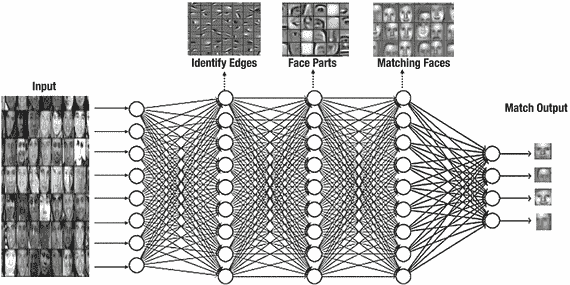 Identify Edges
Face Parts
Matching Faces
Input
Match Output